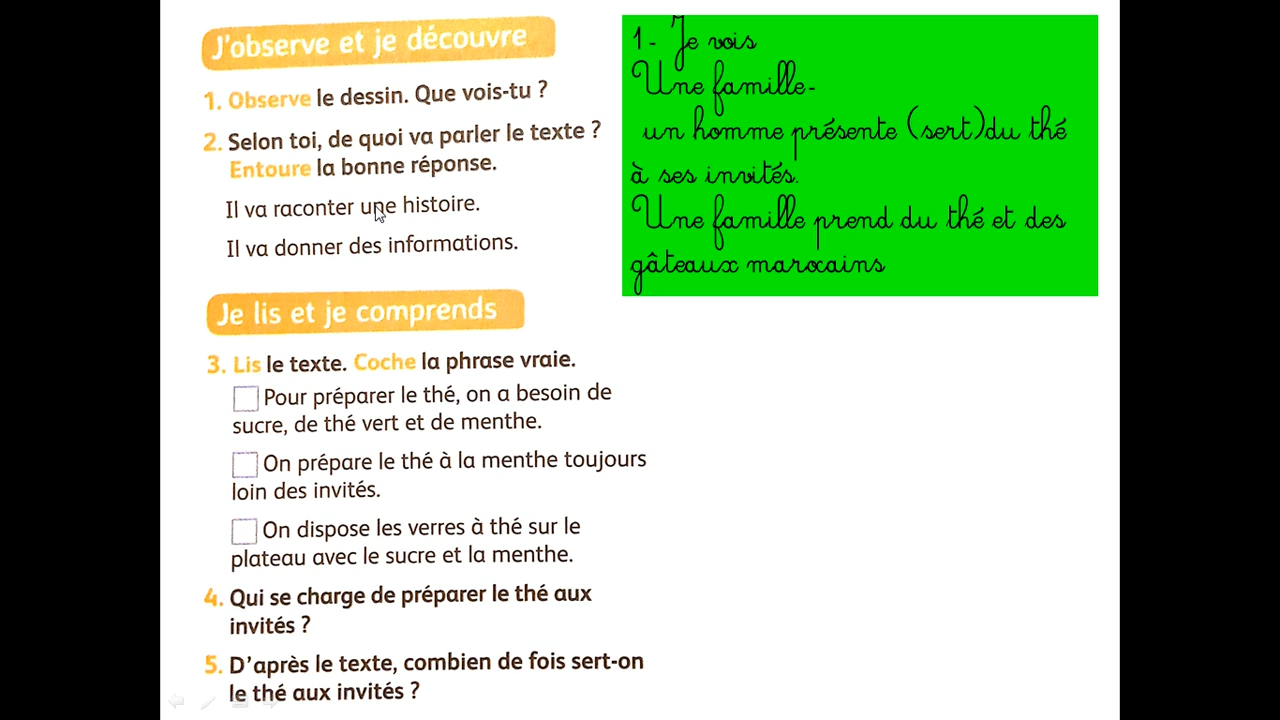 J'observe et je découvre
1. Observe le dessin. Que vois-tu ?
2. Selon toi, de quoi va parler le texte ?
Entoure la bonne réponse.
Il va raconter une histoire.
Il va donner des informations.
Je lis et je comprends
3. Lis le texte. Coche la phrase vraie.
Pour préparer le thé, on a besoin de
sucre, de thé vert et de menthe.
On prépare le thé à la menthe toujours
loin des invités.
On dispose les verres à thé sur le
plateau avec le sucre et la menthe.
4. Qui se charge de préparer le thé aux
invités ?
5. D'après le texte, combien de fois sert-on
le thé aux invités ?
1- Je vois
Une famille-
un homme présente (sert)du thé
à ses invités.
Une famille prend du thé et des
gâteaux marocains